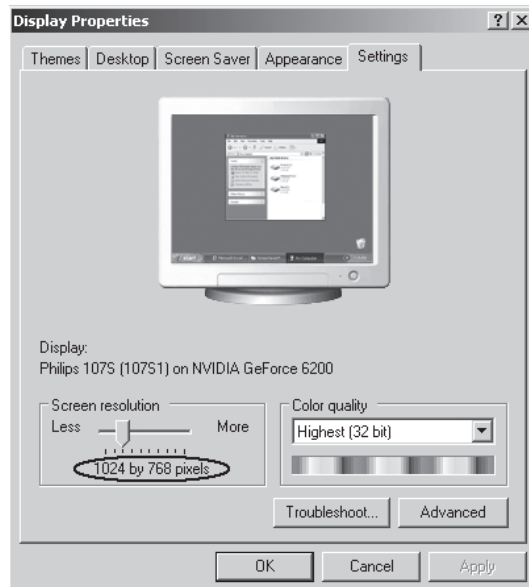 Display Properties
? X
Themes Desktop Screen Saver Appearance Settings
Display:
Philips 107S (107S1) on NVIDIA GeForce 6200
Screen resolution
Less More
1024 by 768 pixels
Color quality
Highest (32 bit)
Troubleshoot... Advanced
OK Cancel Apply